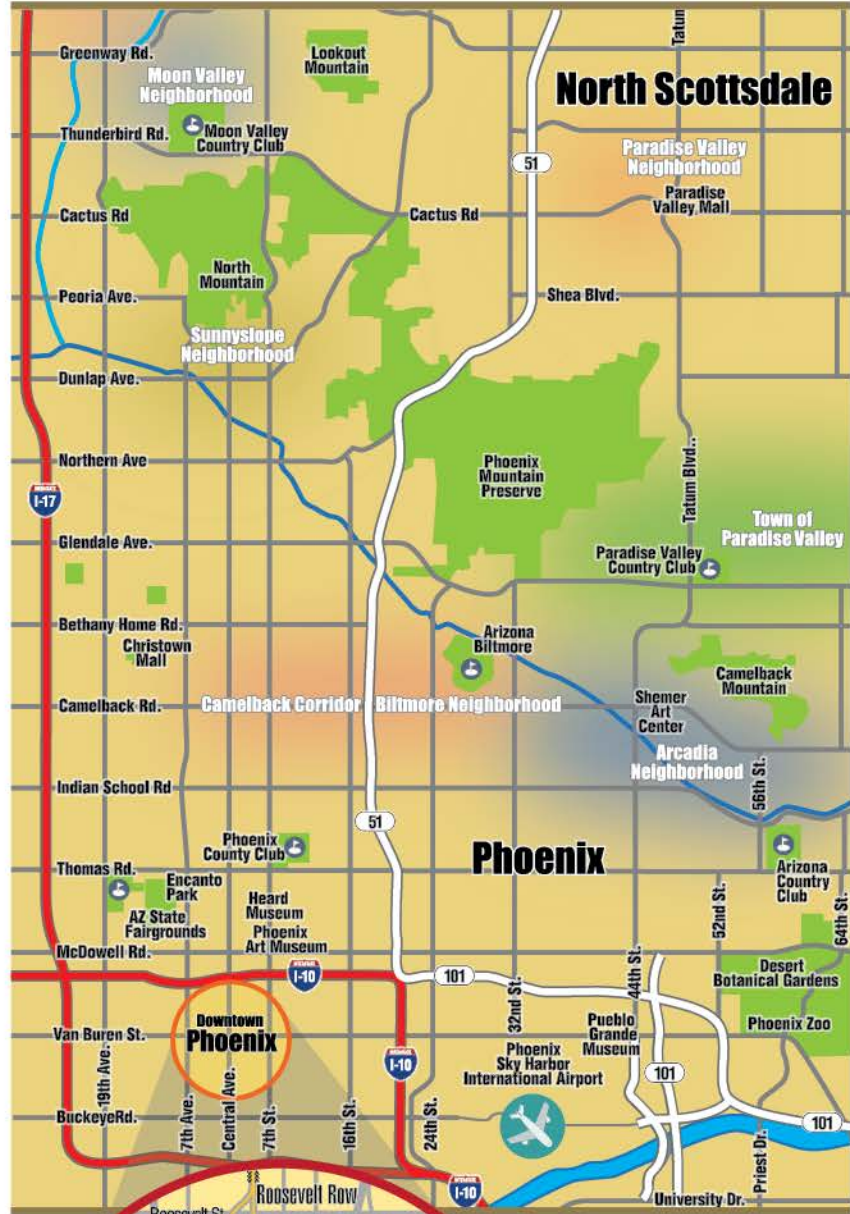 Greenway Rd.
Lookout
Mountain
Tatum
Moon Valley
Neighborhood
North Scottsdale
Thunderbird Rd.
Moon Valley
Country Club
51
Paradise Valley
Neighborhood
Paradise
Valley Mall
Cactus Rd
Cactus Rd
North
Mountain
Peoria Ave.
Shea Blvd.
Sunnyslope
Neighborhood
Dunlap Ave.
Northern Ave
Phoenix
Mountain
Preserve
Tatum Blvd..
I-17
Town of
Paradise Valley
Glendale Ave.
Paradise Valley
Country Club
Bethany Home Rd.
Christown
Mall
Arizona
Biltmore
Camelback
Mountain
Camelback Rd.
Camelback Corridor
Biltmore Neighborhood
Shemer
Art
Center
Arcadia
Neighborhood
56th St.
Indian School Rd
51
Phoenix
County Club
Phoenix
Thomas Rd.
Encanto
Park
Arizona
Country
Club
AZ State
Fairgrounds
Heard
Museum
52nd St.
64th St.
Phoenix
Art Museum
McDowell Rd.
I-10
101
32nd St.
44th St.
Desert
Botanical Gardens
Downtown
Phoenix
Van Buren St.
Pueblo
Grande
Museum
Phoenix Zoo
Phoenix
Sky Harbor
International Airport
I-10
101
19th Ave.
7th Ave.
Central Ave.
7th St.
16th St.
24th St.
Buckeye Rd.
101
Priest Dr.
I-10
University Dr.
Roosevelt Row
Roosevelt St